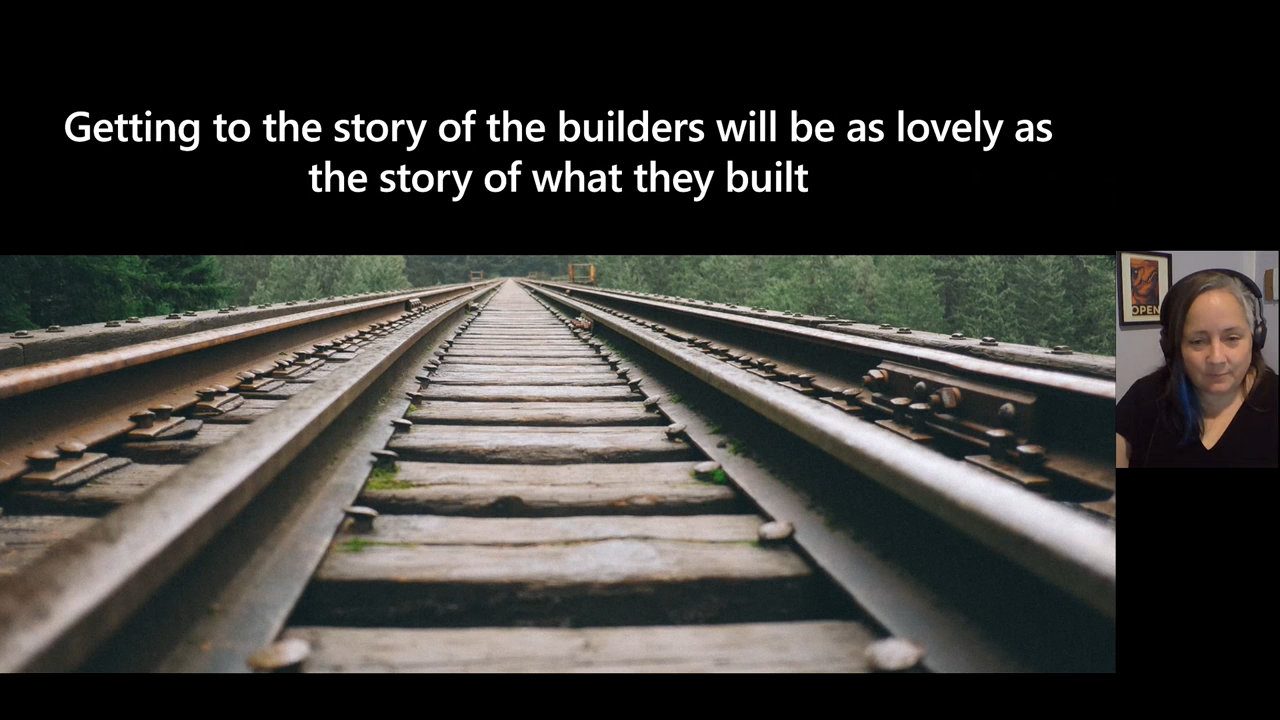 Getting to the story of the builders will be as lovely as
the story of what they built
OPEN